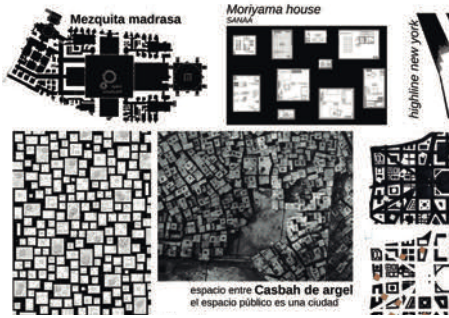 Mezquita madrasa
Moriyama house
SANAA
highline new york
espacio entre Casbah de argel
el espacio público es una ciudad